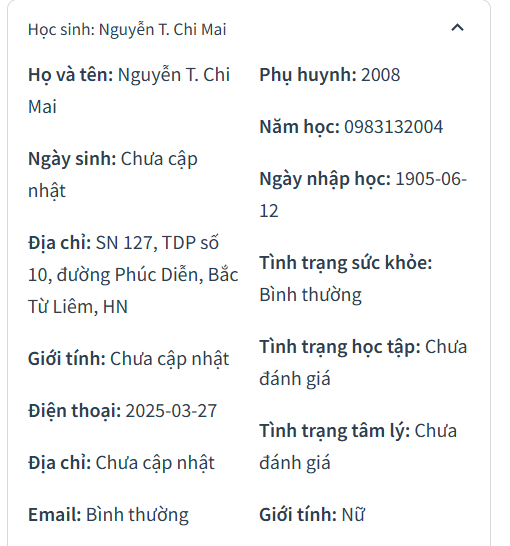 Học sinh: Nguyễn T. Chi Mai
Họ và tên: Nguyễn T. Chi
Mai
Ngày sinh: Chưa cập
nhật
Địa chỉ: SN 127, TDP số
10, đường Phúc Diễn, Bắc
Từ Liêm, HN
Giới tính: Chưa cập nhật
Điện thoại: 2025-03-27
Địa chỉ: Chưa cập nhật
Email: Bình thường
Phụ huynh: 2008
Năm học: 0983132004
Ngày nhập học: 1905-06-
12
Tình trạng sức khỏe:
Bình thường
Tình trạng học tập: Chưa
đánh giá
Tình trạng tâm lý: Chưa
đánh giá
Giới tính: Nữ